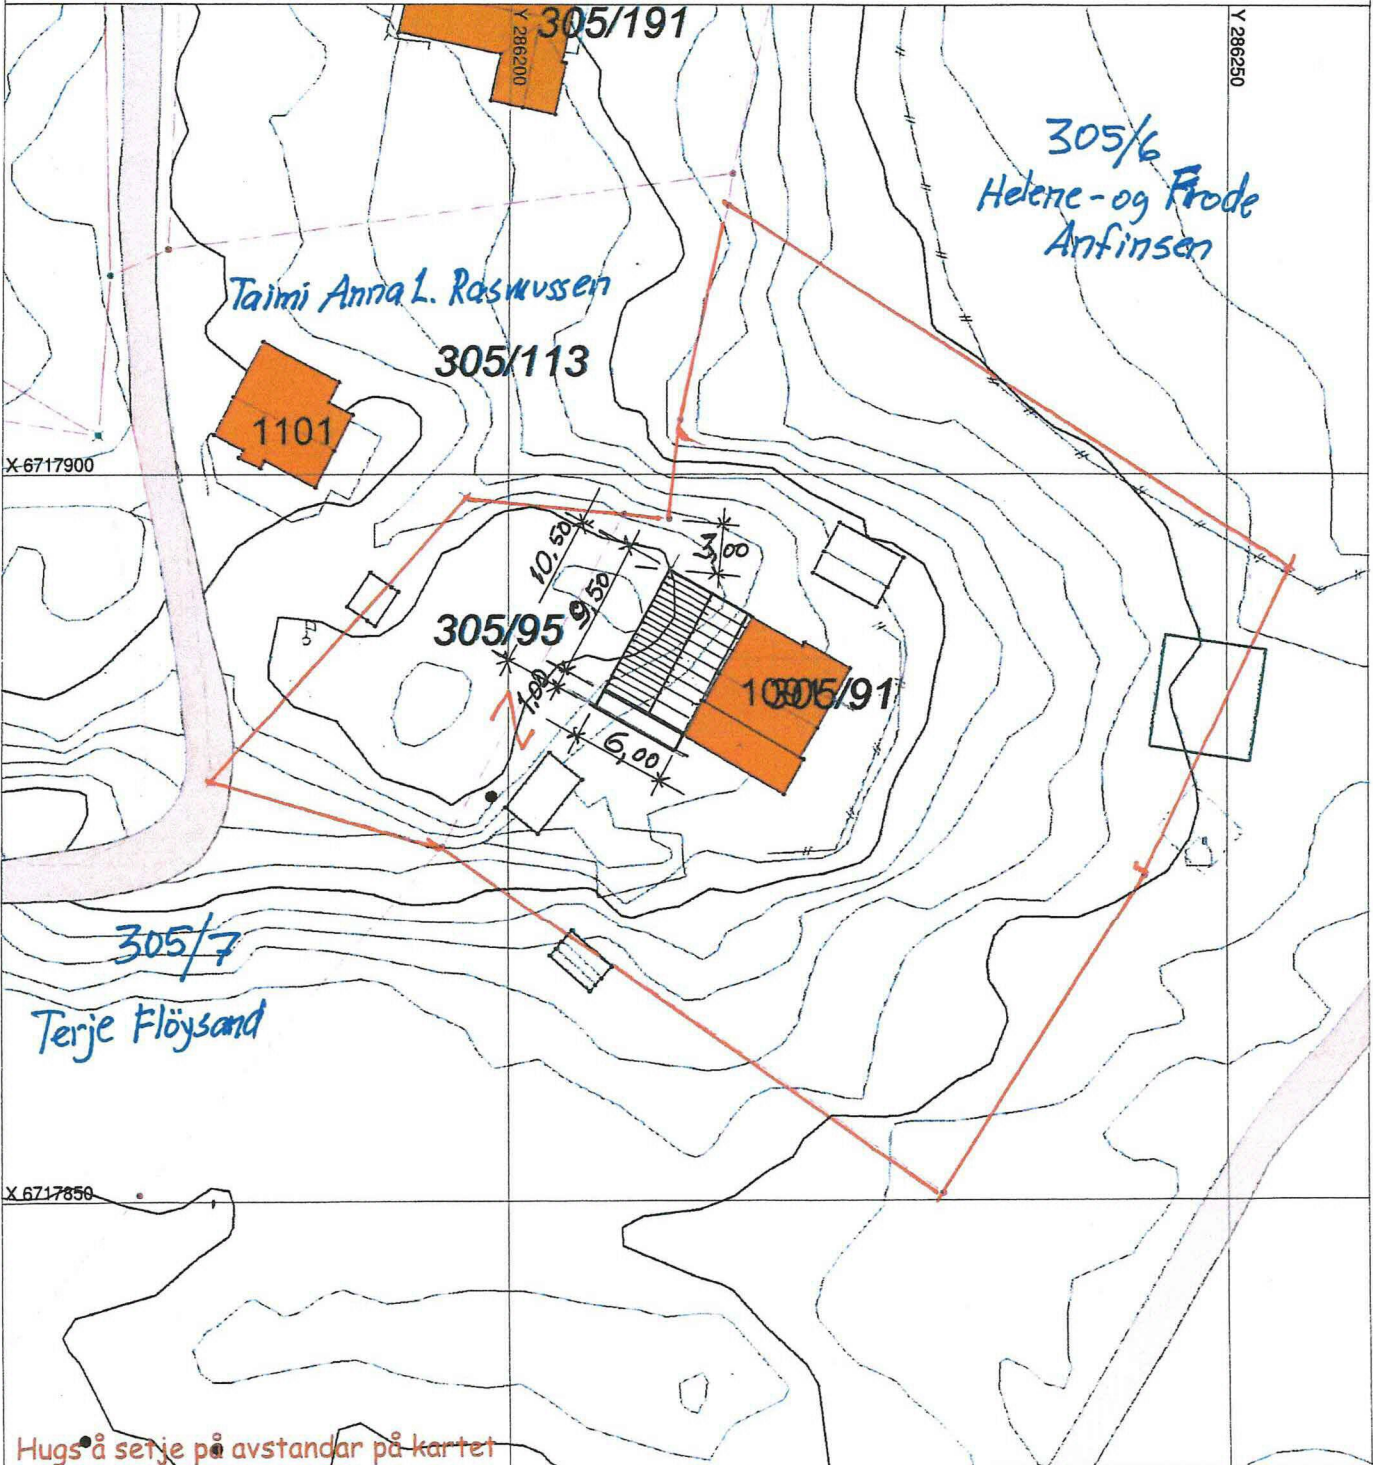 305/191
Y 286200
Y 286250
305/6
Helene-og Frode
Anfinsen
Taimi Anna L. Rasmussen
305/113
1101
X 6717900
10,50
3,00
9,50
305/95
1,00
305/91
6,00
305/7
Terje Flöysand
X 6717850
Hugs å setje på avstandar på kartet